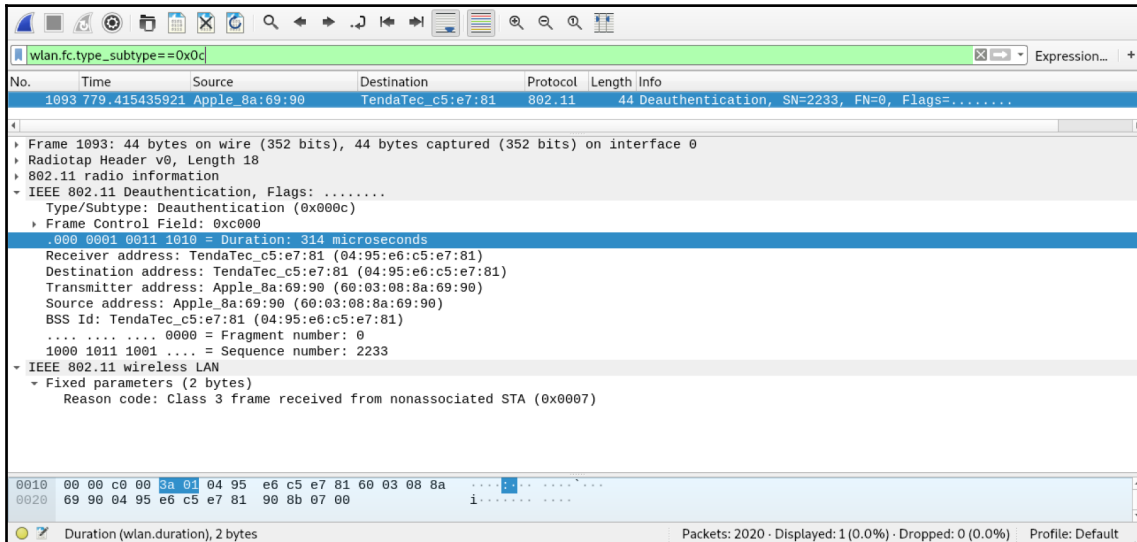 wlan.fc.type_subtype==0x0c Expression... +
No. Time Source Destination Protocol Length Info
1093 779.415435921 Apple_8a:69:90 TendaTec_c5:e7:81 802.11 44 Deauthentication, SN=2233, FN=0, Flags=........
Frame 1093: 44 bytes on wire (352 bits), 44 bytes captured (352 bits) on interface 0
Radiotap Header v0, Length 18
802.11 radio information
IEEE 802.11 Deauthentication, Flags: ........
Type/Subtype: Deauthentication (0x000c)
Frame Control Field: 0xc000
.000 0001 0011 1010 = Duration: 314 microseconds
Receiver address: TendaTec_c5:e7:81 (04:95:e6:c5:e7:81)
Destination address: TendaTec_c5:e7:81 (04:95:e6:c5:e7:81)
Transmitter address: Apple_8a:69:90 (60:03:08:8a:69:90)
Source address: Apple_8a:69:90 (60:03:08:8a:69:90)
BSS Id: TendaTec_c5:e7:81 (04:95:e6:c5:e7:81)
.... .... .... 0000 = Fragment number: 0
1000 1011 1001 .... = Sequence number: 2233
IEEE 802.11 wireless LAN
Fixed parameters (2 bytes)
Reason code: Class 3 frame received from nonassociated STA (0x0007)
0010 00 00 c0 00 3a 01 04 95 e6 c5 e7 81 60 03 08 8a ····:··· ····`···
0020 69 90 04 95 e6 c5 e7 81 90 8b 07 00 i······· ····
Duration (wlan.duration), 2 bytes Packets: 2020 · Displayed: 1 (0.0%) · Dropped: 0 (0.0%) Profile: Default